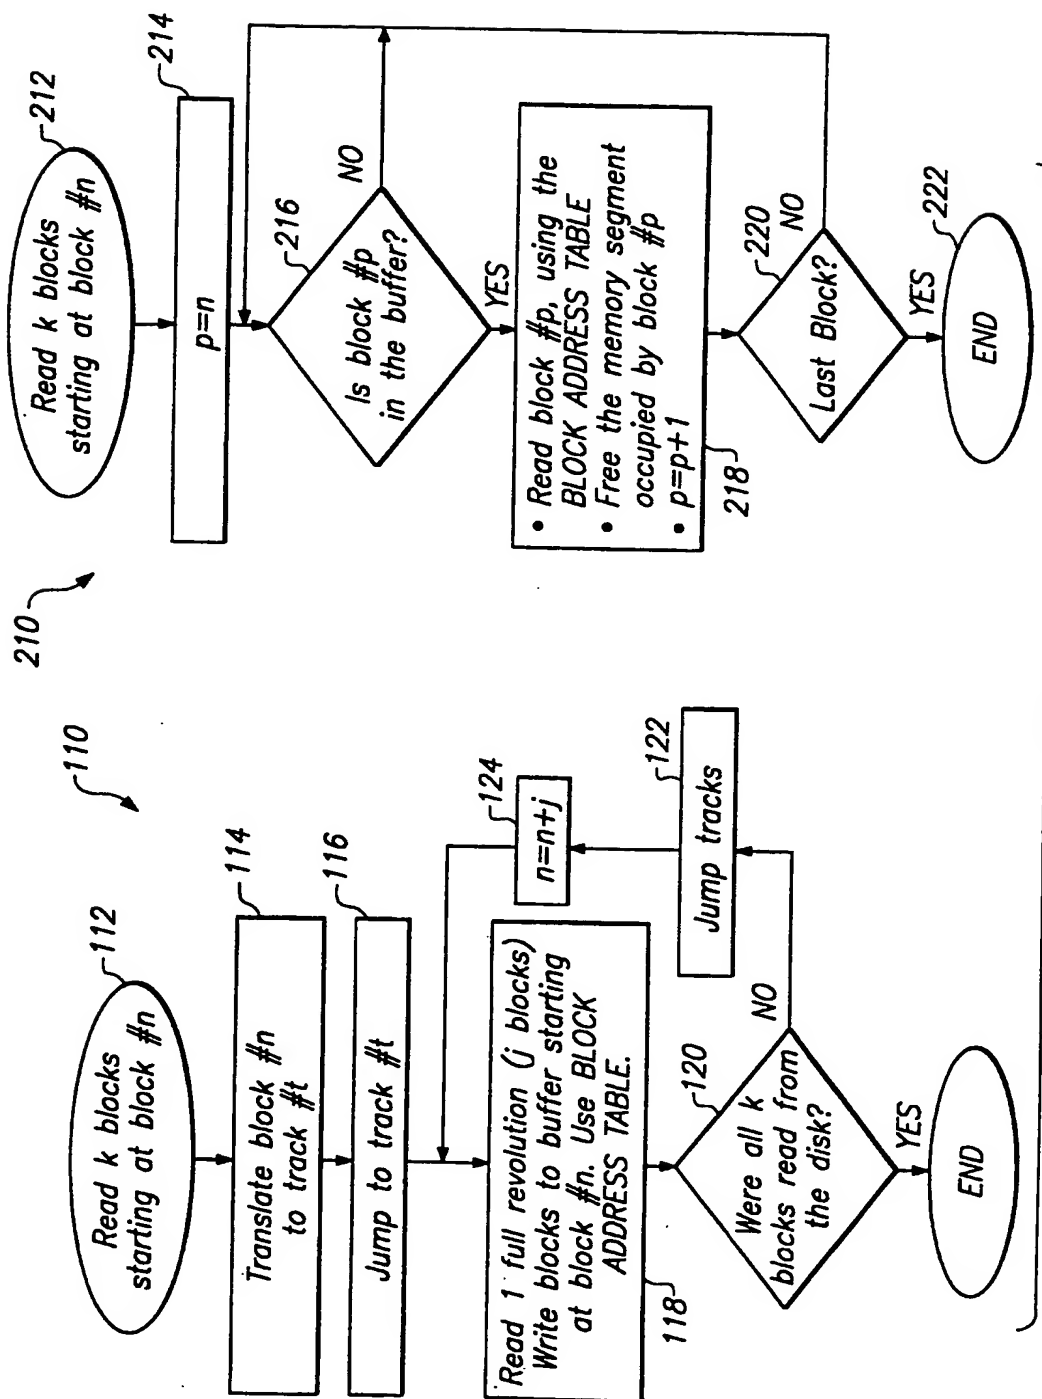 110
112
Read k blocks
starting at block #n
114
Translate block #n
to track #t
116
Jump to track #t
Read 1 full revolution (j blocks)
Write blocks to buffer starting
at block #n. Use BLOCK
ADDRESS TABLE.
118
124
n=n+j
122
Jump tracks
120
Were all k
blocks read from
the disk?
NO
YES
END
210
212
Read k blocks
starting at block #n
214
p=n
216
Is block #p
in the buffer?
NO
YES
• Read block #p, using the
BLOCK ADDRESS TABLE
• Free the memory segment
occupied by block #p
• p=p+1
218
220
Last Block?
NO
YES
222
END